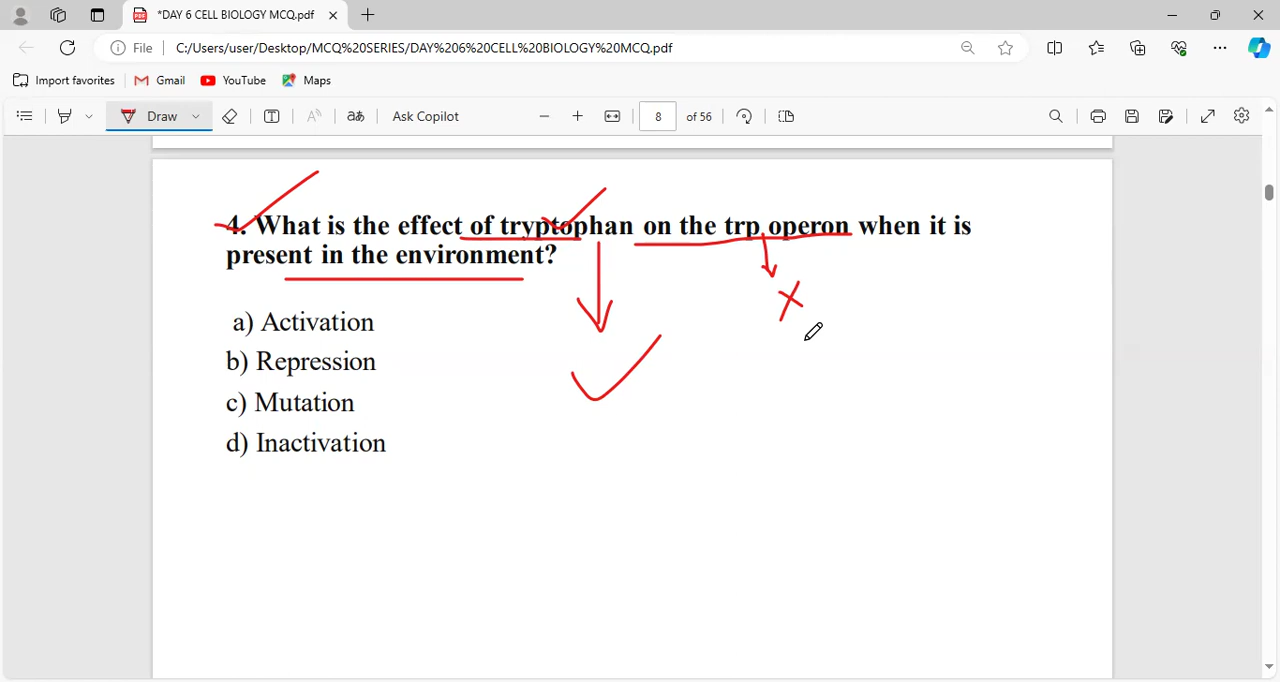 *DAY 6 CELL BIOLOGY MCQ.pdf
File C:/Users/user/Desktop/MCQ%20SERIES/DAY%206%20CELL%20BIOLOGY%20MCQ.pdf
Import favorites Gmail YouTube Maps
Draw aあ Ask Copilot 8 of 56
4. What is the effect of tryptophan on the trp operon when it is
present in the environment?
a) Activation
b) Repression
c) Mutation
d) Inactivation